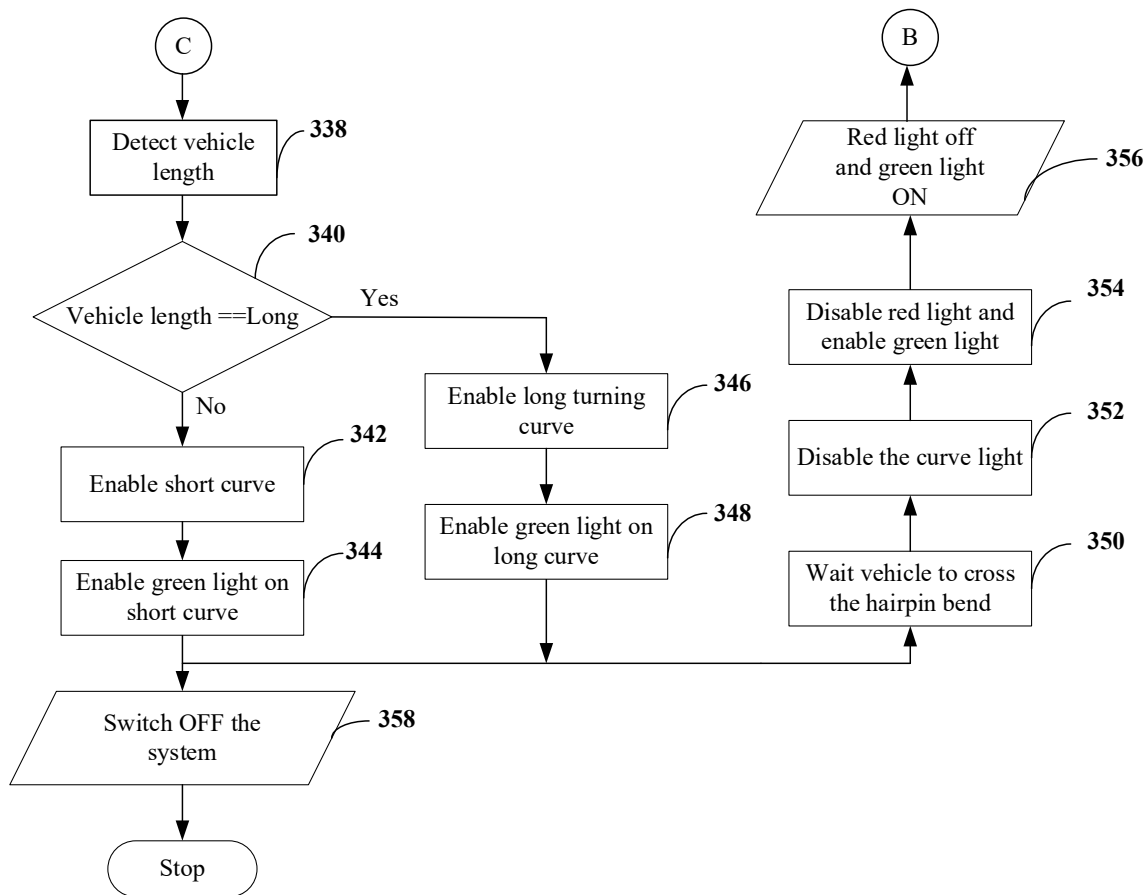 C
Detect vehicle
length
338
340
Vehicle length ==Long
Yes
No
342
Enable short curve
344
Enable green light on
short curve
346
Enable long turning
curve
348
Enable green light on
long curve
B
Red light off
and green light
ON
356
354
Disable red light and
enable green light
352
Disable the curve light
350
Wait vehicle to cross
the hairpin bend
Switch OFF the
system
358
Stop